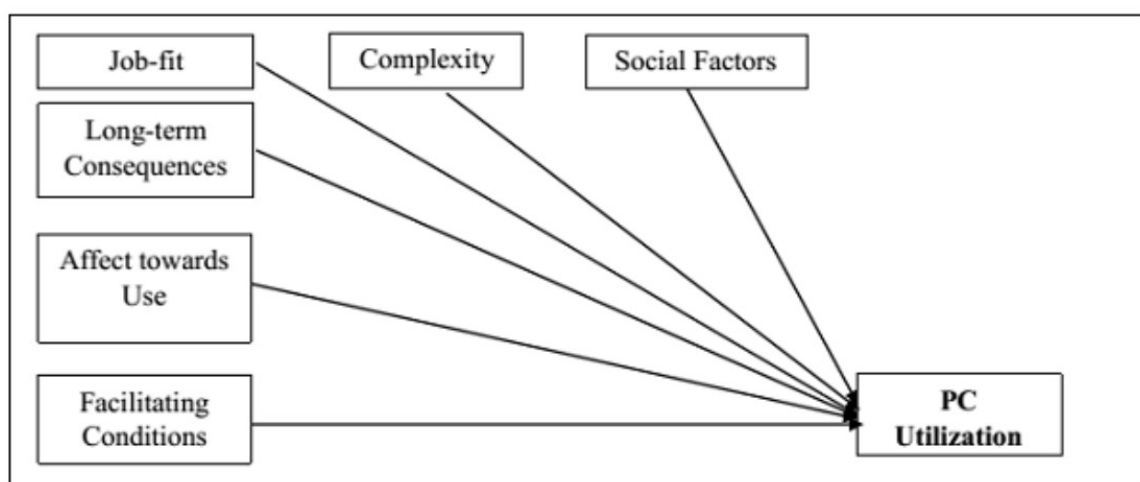 Job-fit
Complexity
Social Factors
Long-term
Consequences
Affect towards
Use
Facilitating
Conditions
PC
Utilization